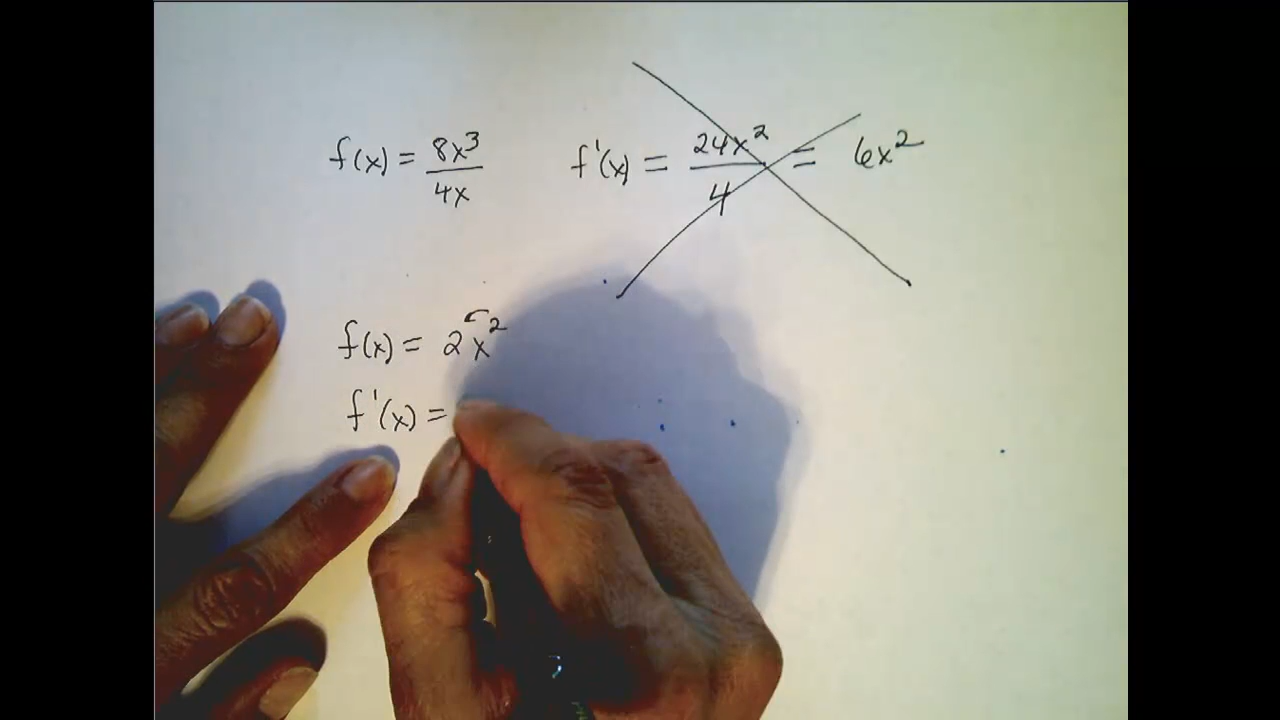 f(x) = 8x³/4x f'(x) = 24x²/4 = 6x²
f(x) = 2x²
f'(x) =